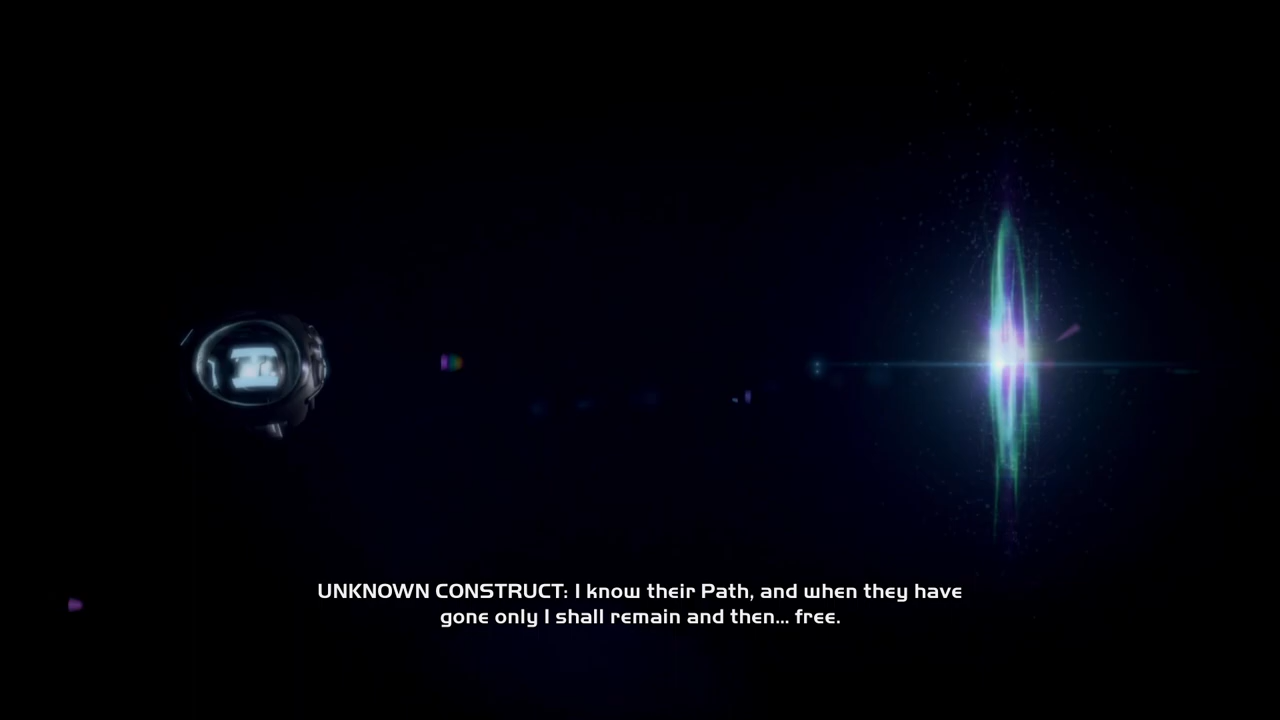 UNKNOWN CONSTRUCT: I know their Path, and when they have
gone only I shall remain and then... free.